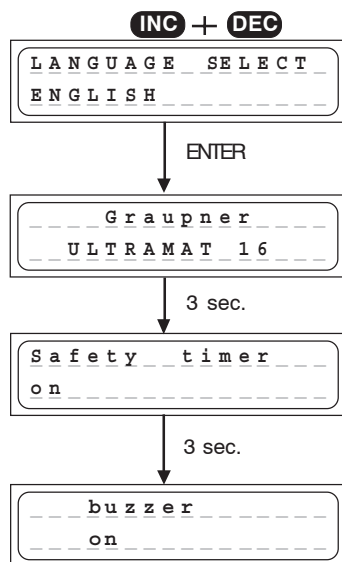 INC + DEC
LANGUAGE SELECT
ENGLISH
ENTER
Graupner
ULTRAMAT 16
3 sec.
Safety timer
on
3 sec.
buzzer
on